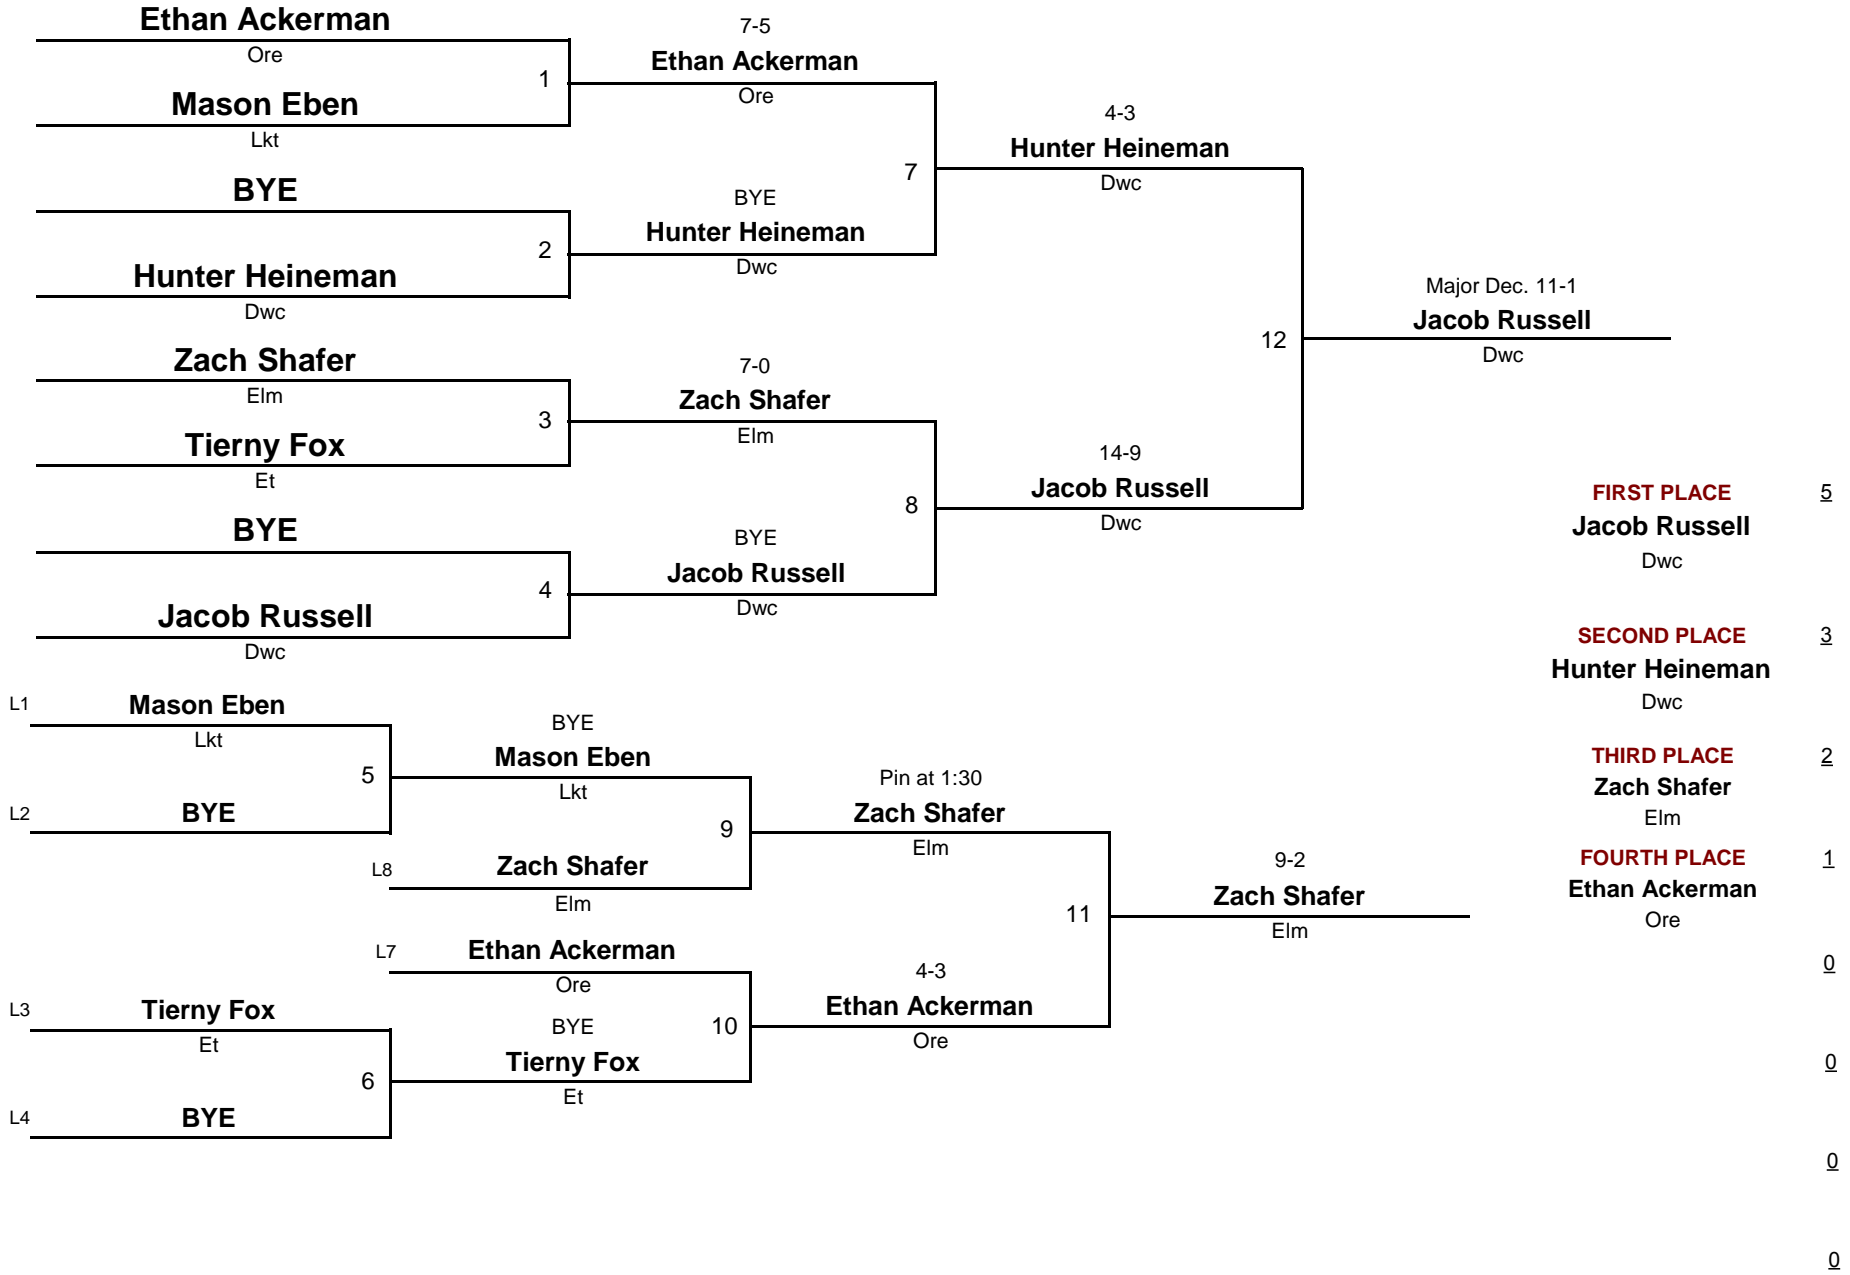 Ethan Ackerman
Ore
1
Mason Eben
Lkt
BYE
2
Hunter Heineman
Dwc
Zach Shafer
Elm
3
Tierny Fox
Et
BYE
4
Jacob Russell
Dwc
7-5
Ethan Ackerman
Ore
7
BYE
Hunter Heineman
Dwc
7-0
Zach Shafer
Elm
8
BYE
Jacob Russell
Dwc
4-3
Hunter Heineman
Dwc
12
14-9
Jacob Russell
Dwc
Major Dec. 11-1
Jacob Russell
Dwc
L1 Mason Eben
Lkt
5
L2 BYE
BYE
Mason Eben
Lkt
9
L8 Zach Shafer
Elm
L7 Ethan Ackerman
Ore
BYE
10
Tierny Fox
Et
L3 Tierny Fox
Et
6
L4 BYE
Pin at 1:30
Zach Shafer
Elm
11
4-3
Ethan Ackerman
Ore
9-2
Zach Shafer
Elm
FIRST PLACE 5
Jacob Russell
Dwc
SECOND PLACE 3
Hunter Heineman
Dwc
THIRD PLACE 2
Zach Shafer
Elm
FOURTH PLACE 1
Ethan Ackerman
Ore
0
0
0
0